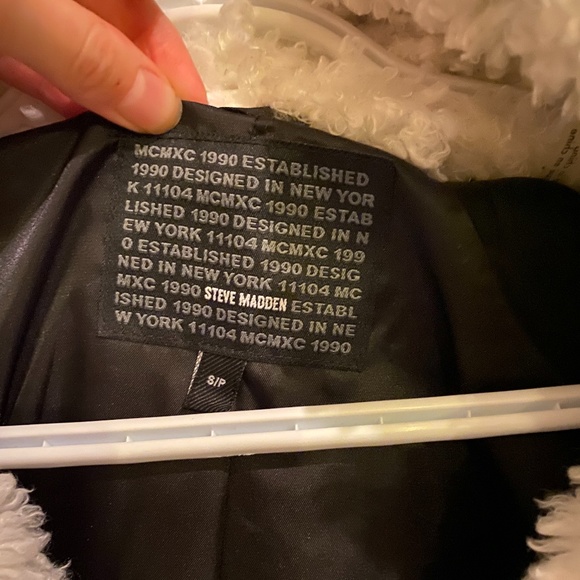 MCMXC 1990 ESTABLISHED
1990 DESIGNED IN NEW YOR
K 11104 MCMXC 1990 ESTAB
LISHED 1990 DESIGNED IN N
EW YORK 11104 MCMXC 199
0 ESTABLISHED 1990 DESIG
NED IN NEW YORK 11104 MC
MXC 1990 STEVE MADDEN ESTABL
ISHED 1990 DESIGNED IN NE
W YORK 11104 MCMXC 1990
S/P